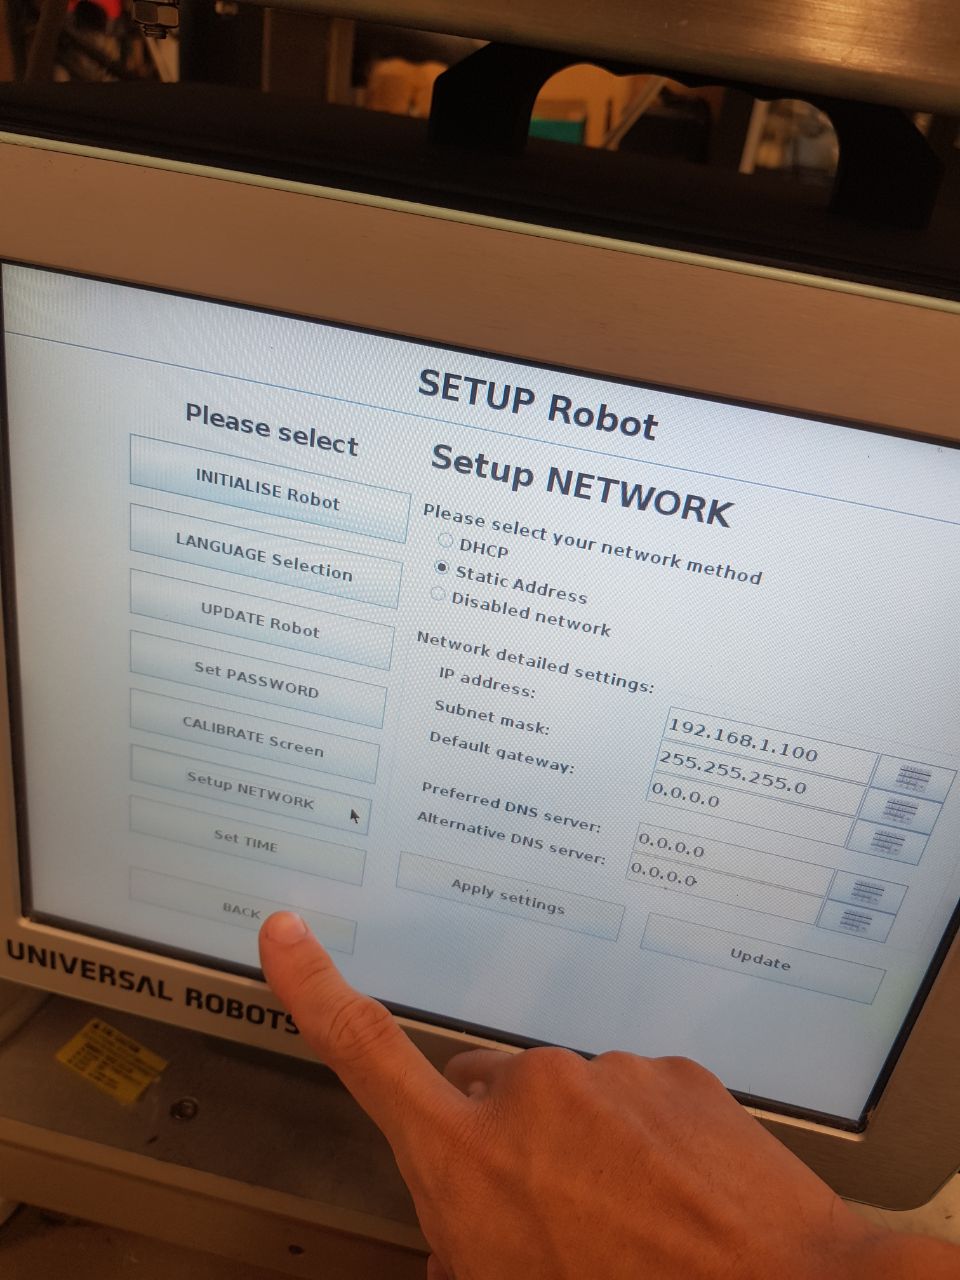 SETUP Robot
Please select
INITIALISE Robot
LANGUAGE Selection
UPDATE Robot
Set PASSWORD
CALIBRATE Screen
Setup NETWORK
Set TIME
BACK
Setup NETWORK
Please select your network method
DHCP
Static Address
Disabled network
Network detailed settings:
IP address:
192.168.1.100
Subnet mask:
255.255.255.0
Default gateway:
0.0.0.0
Preferred DNS server:
0.0.0.0
Alternative DNS server:
0.0.0.0
Apply settings
Update
UNIVERSAL ROBOTS